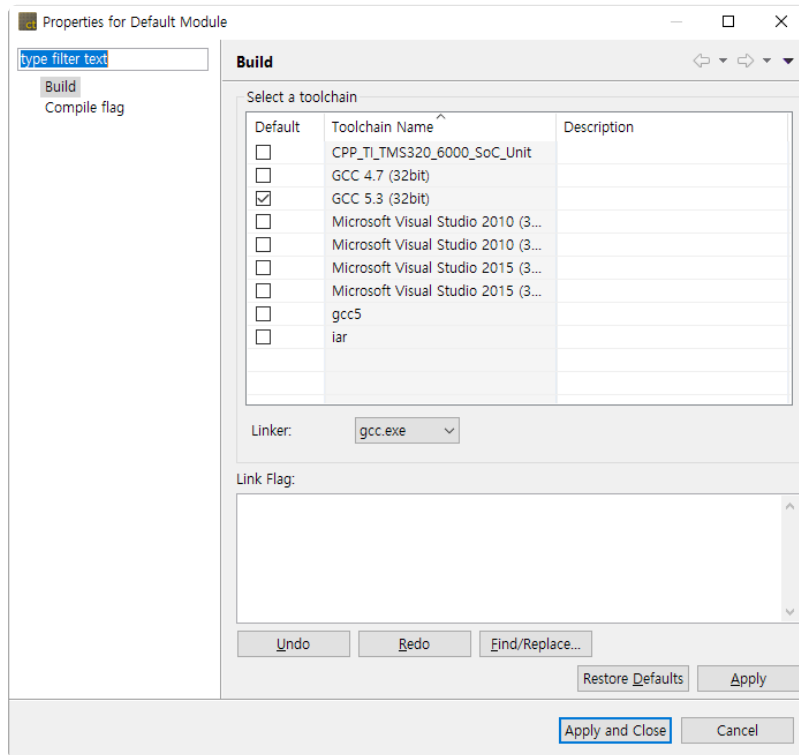 ct Properties for Default Module
type filter text
Build
Compile flag
Build
Select a toolchain
Default Toolchain Name Description
CPP_TI_TMS320_6000_SoC_Unit
GCC 4.7 (32bit)
GCC 5.3 (32bit)
Microsoft Visual Studio 2010 (3...
Microsoft Visual Studio 2010 (3...
Microsoft Visual Studio 2015 (3...
Microsoft Visual Studio 2015 (3...
gcc5
iar
Linker: gcc.exe
Link Flag:
Undo Redo Find/Replace...
Restore Defaults Apply
Apply and Close Cancel